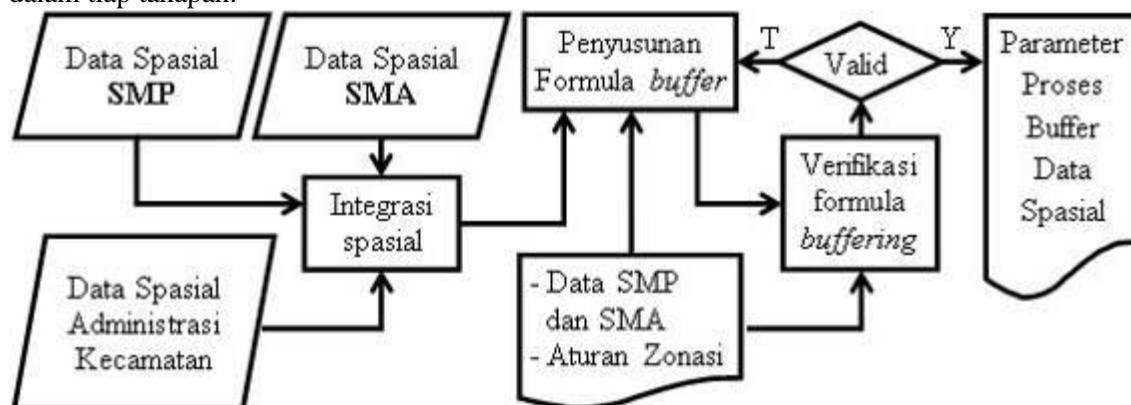 dalam tiap tahapan.
Data Spasial
SMP
Data Spasial
SMA
Penyusunan
Formula buffer
T
Valid
Y
Parameter
Proses
Buffer
Data
Spasial
Integrasi
spasial
Verifikasi
formula
buffering
Data Spasial
Administrasi
Kecamatan
- Data SMP
dan SMA
- Aturan Zonasi